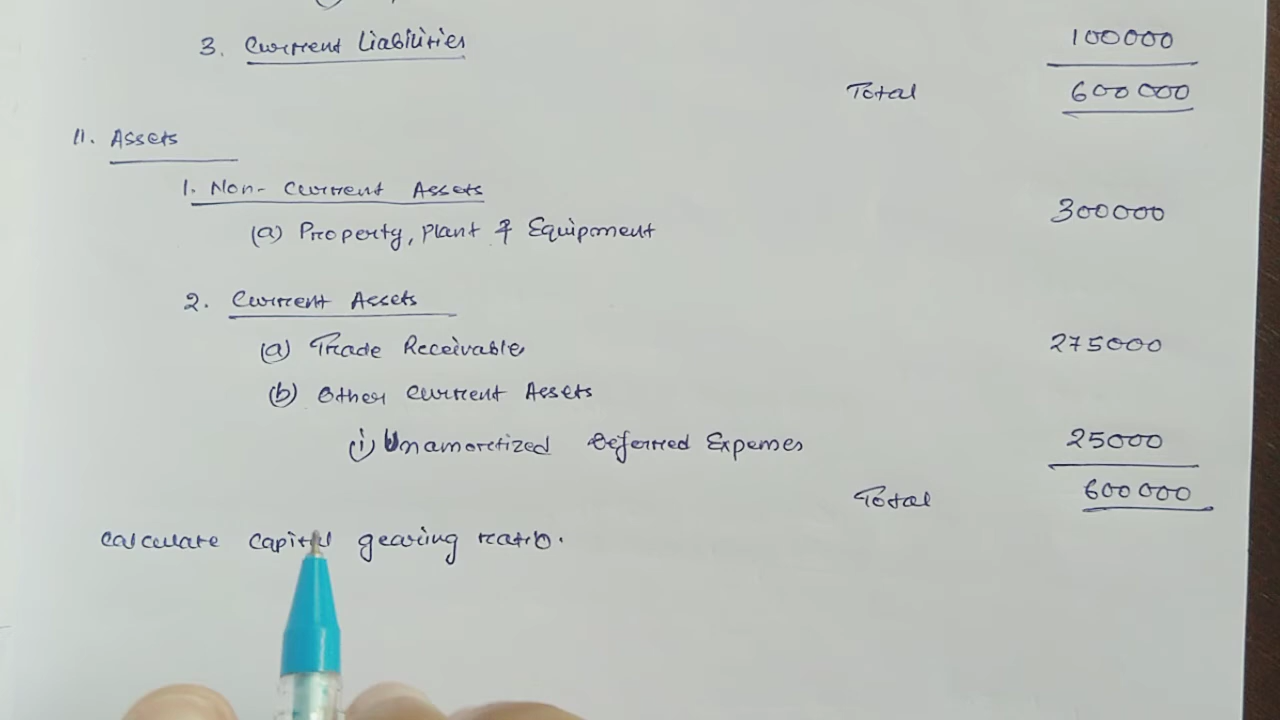 3. Current Liabilities 100000
Total 600000
II. Assets
1. Non-Current Assets
(a) Property, Plant & Equipment 300000
2. Current Assets
(a) Trade Receivable 275000
(b) Other Current Assets
(i) Unamortized Deferred Expenses 25000
Total 600000
Calculate Capital gearing ratio.